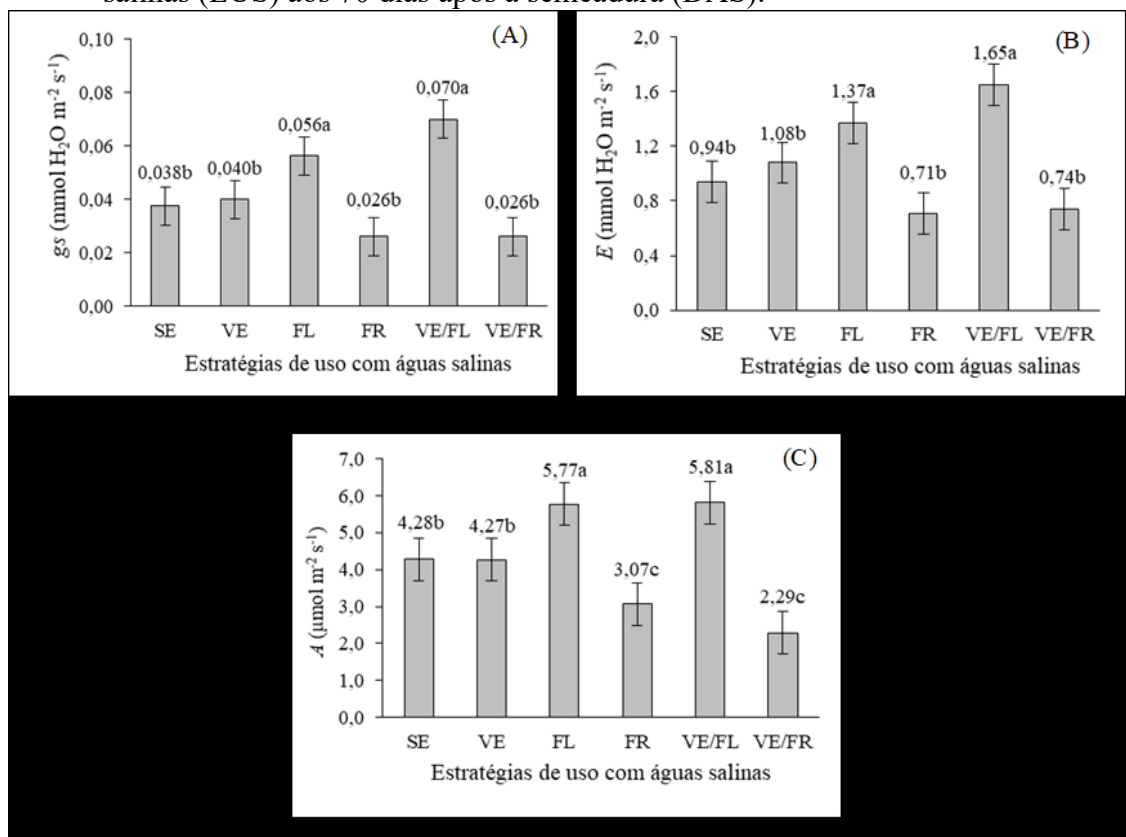 salinas (EUS) aos 70 dias após a semeadura (DAS).
(A)
gs (mmol H₂O m⁻² s⁻¹)
0,10
0,08
0,06
0,04
0,02
0,00
0,038b
0,040b
0,056a
0,026b
0,070a
0,026b
SE VE FL FR VE/FL VE/FR
Estratégias de uso com águas salinas
(B)
E (mmol H₂O m⁻² s⁻¹)
2,0
1,6
1,2
0,8
0,4
0,0
0,94b
1,08b
1,37a
0,71b
1,65a
0,74b
SE VE FL FR VE/FL VE/FR
Estratégias de uso com águas salinas
(C)
A (µmol m⁻² s⁻¹)
7,0
6,0
5,0
4,0
3,0
2,0
1,0
0,0
4,28b
4,27b
5,77a
3,07c
5,81a
2,29c
SE VE FL FR VE/FL VE/FR
Estratégias de uso com águas salinas